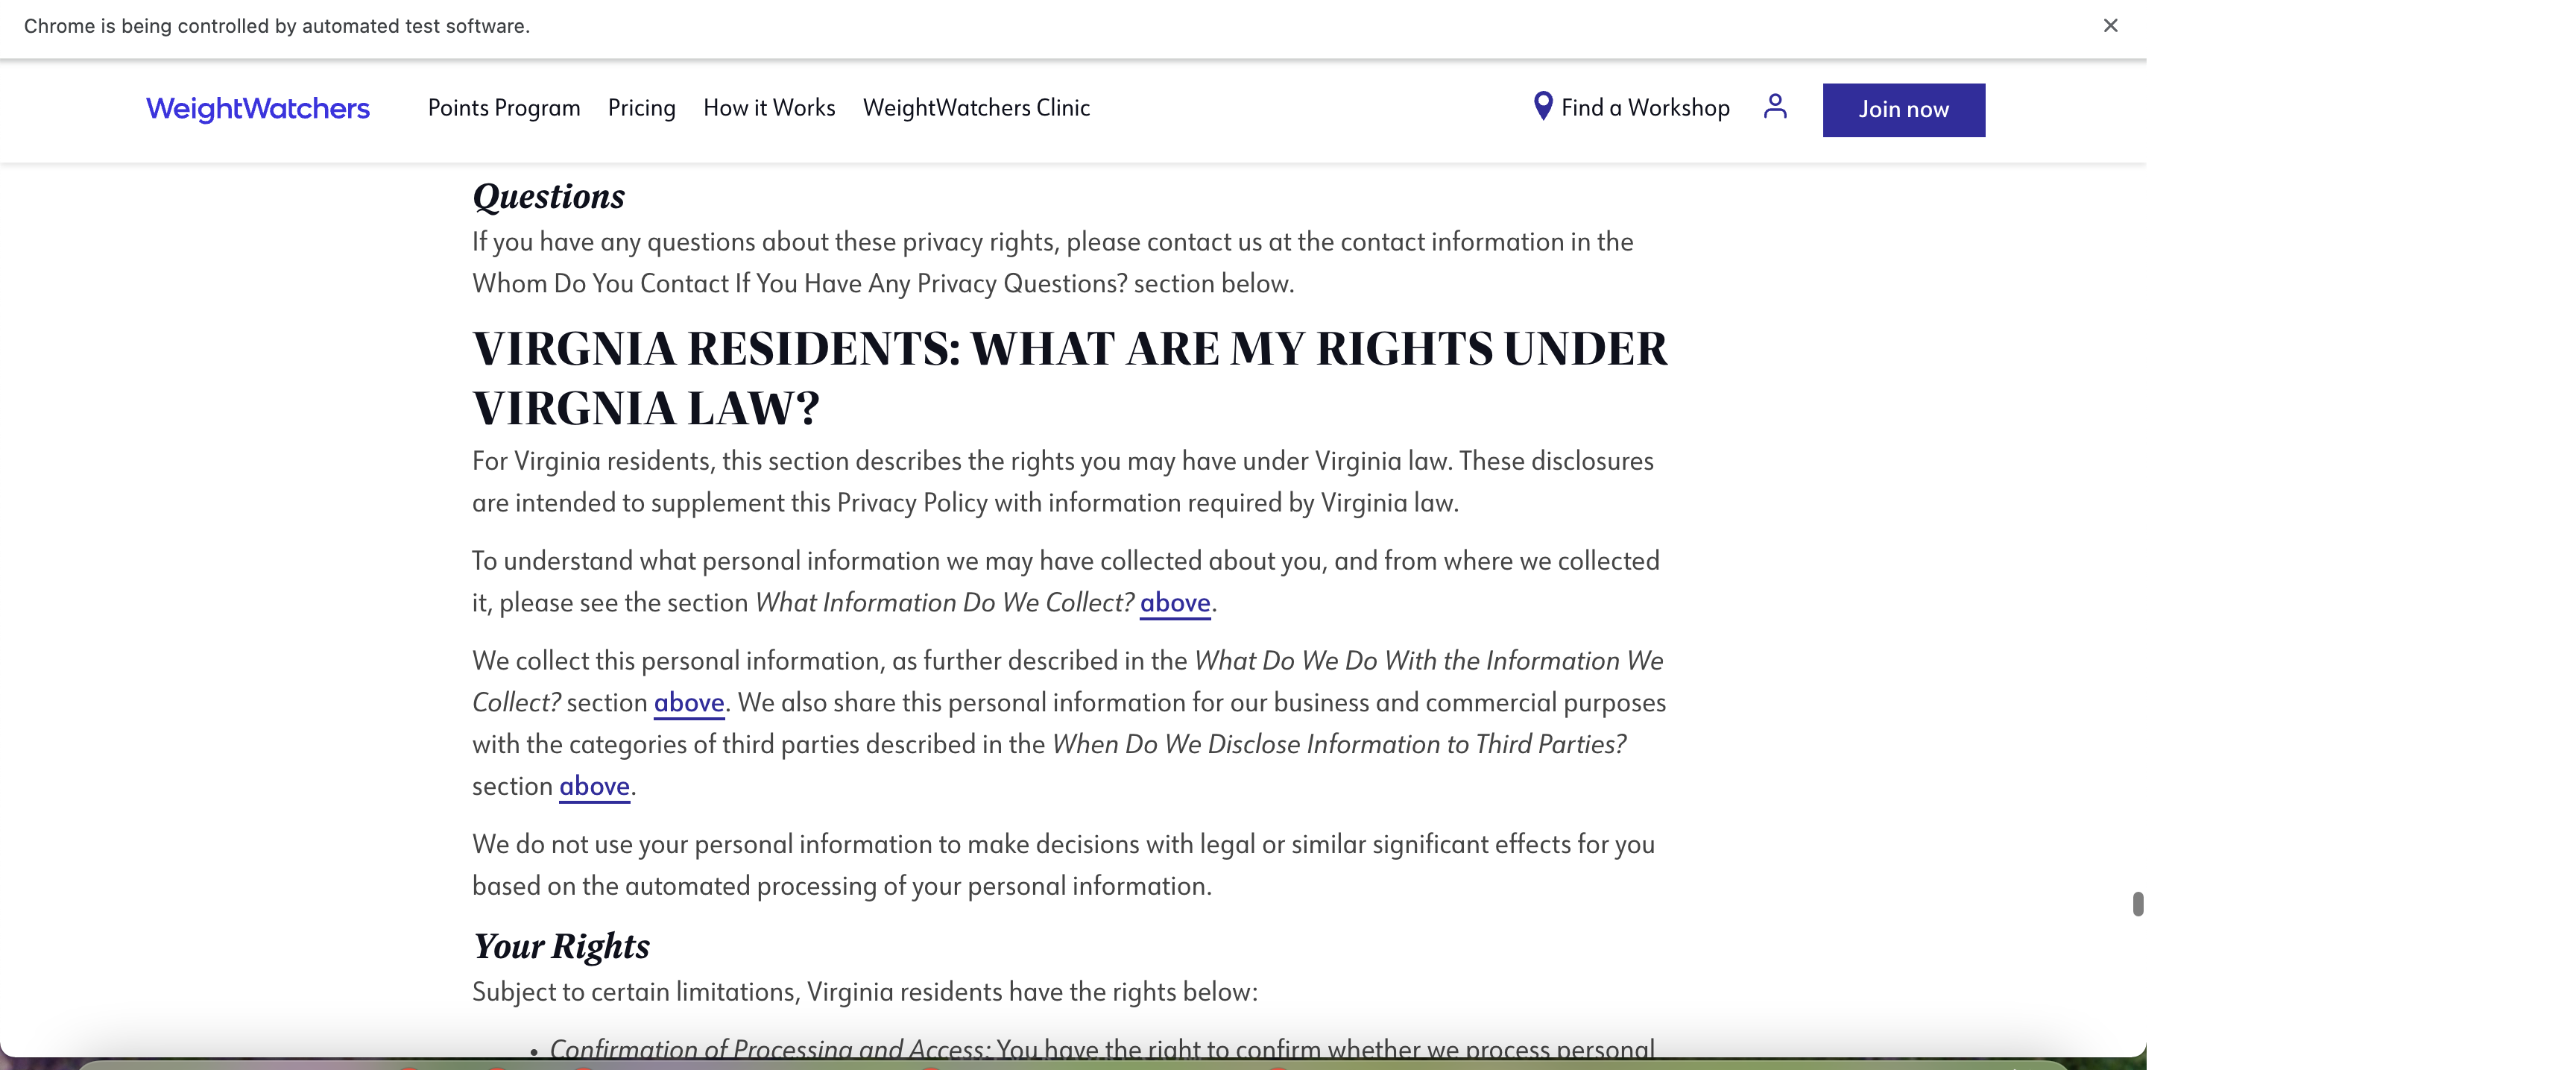 Chrome is being controlled by automated test software.
WeightWatchers Points Program Pricing How it Works WeightWatchers Clinic Find a Workshop Join now
Questions
If you have any questions about these privacy rights, please contact us at the contact information in the
Whom Do You Contact If You Have Any Privacy Questions? section below.
VIRGNIA RESIDENTS: WHAT ARE MY RIGHTS UNDER
VIRGNIA LAW?
For Virginia residents, this section describes the rights you may have under Virginia law. These disclosures
are intended to supplement this Privacy Policy with information required by Virginia law.
To understand what personal information we may have collected about you, and from where we collected
it, please see the section What Information Do We Collect? above.
We collect this personal information, as further described in the What Do We Do With the Information We
Collect? section above. We also share this personal information for our business and commercial purposes
with the categories of third parties described in the When Do We Disclose Information to Third Parties?
section above.
We do not use your personal information to make decisions with legal or similar significant effects for you
based on the automated processing of your personal information.
Your Rights
Subject to certain limitations, Virginia residents have the rights below:
• Confirmation of Processing and Access: You have the right to confirm whether we process personal